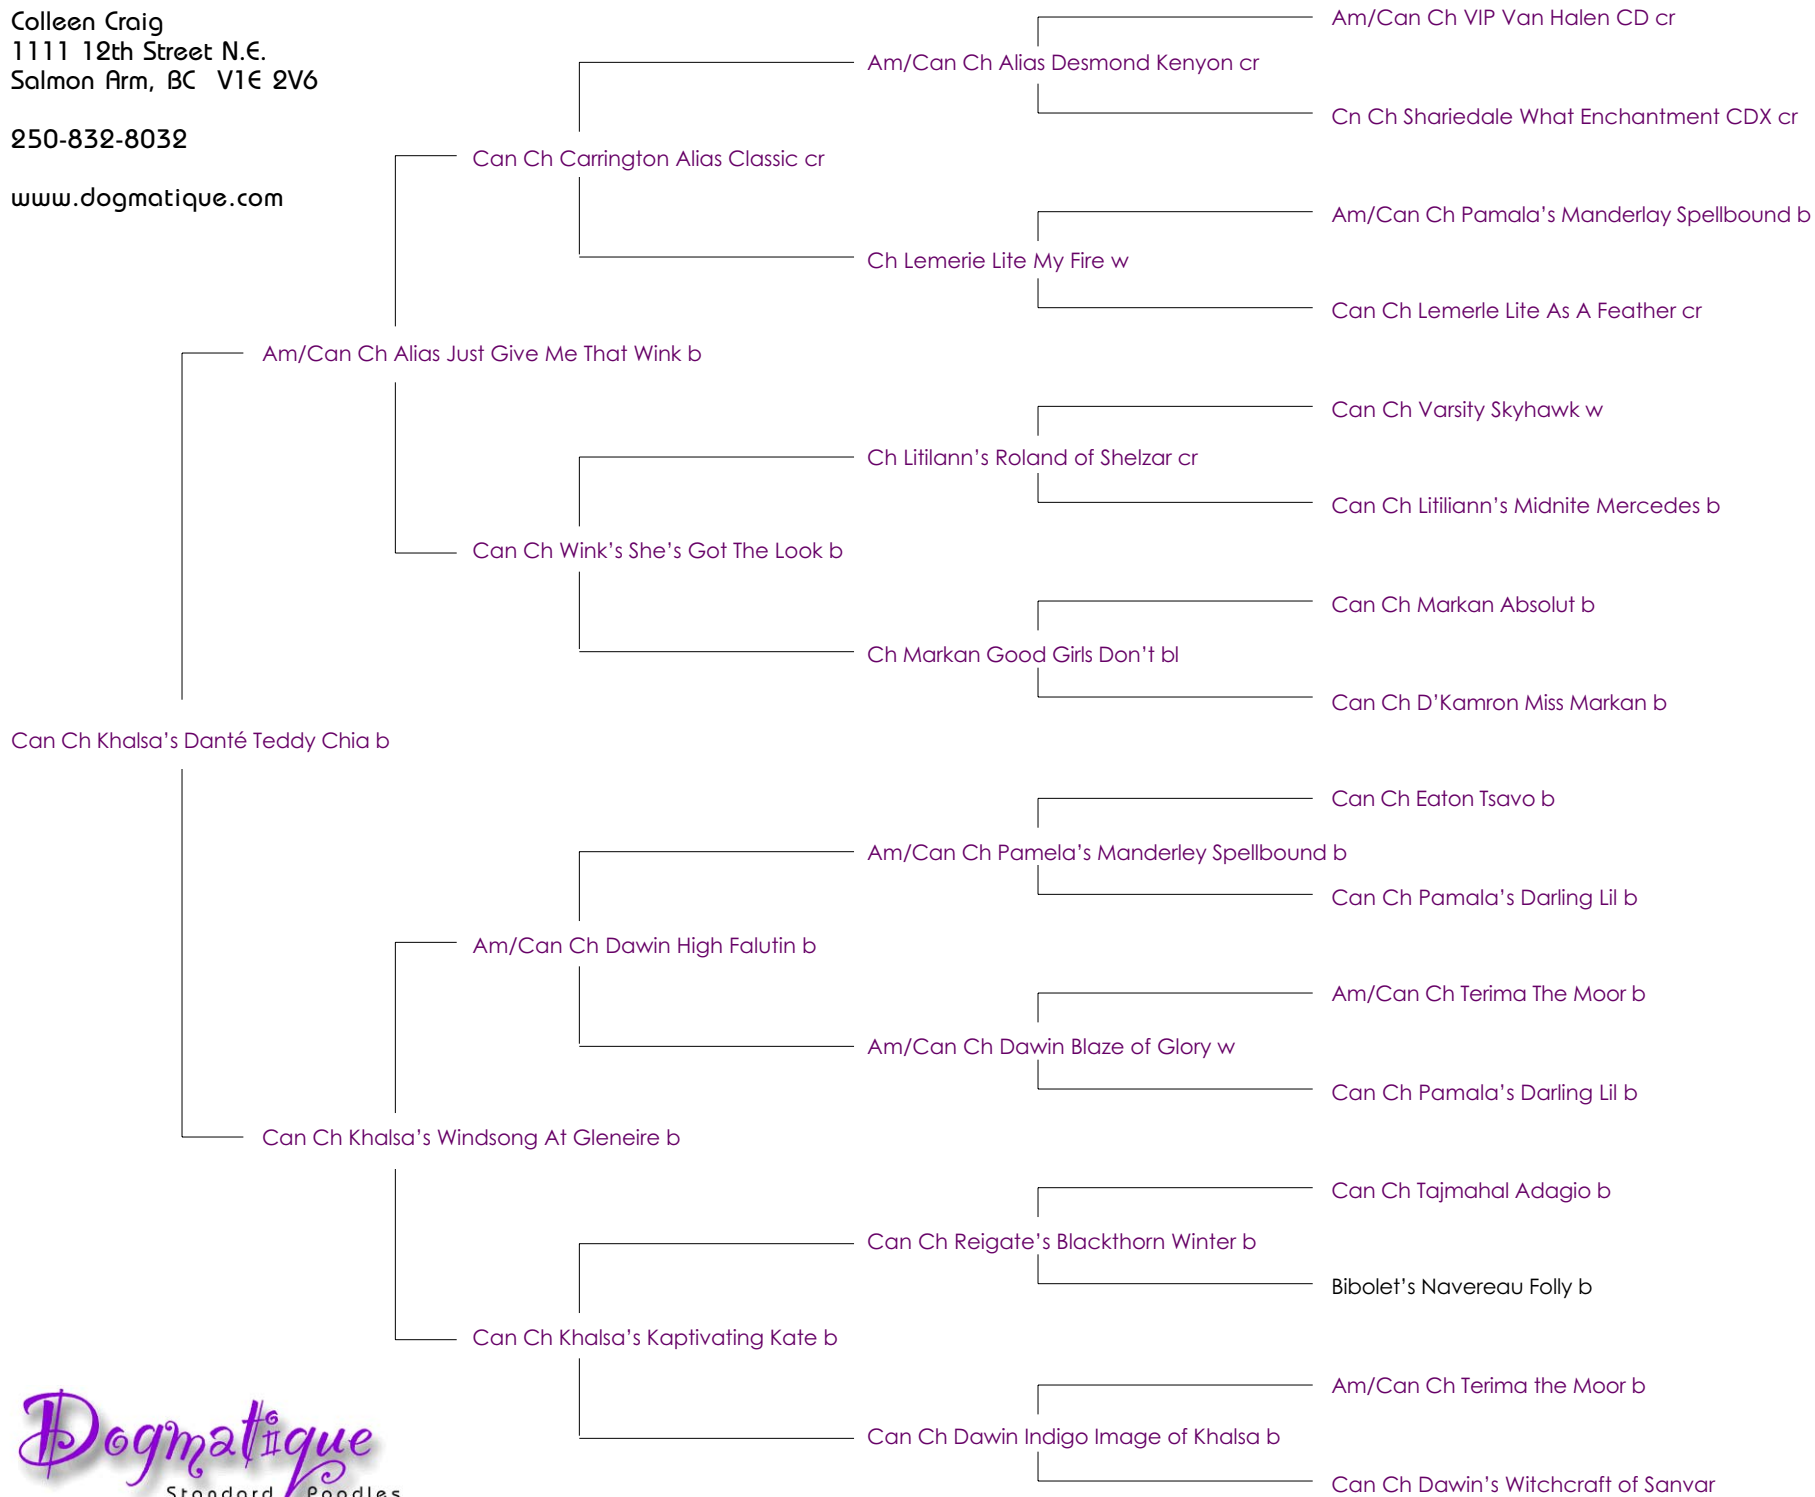 Colleen Craig
1111 12th Street N.E.
Salmon Arm, BC V1E 2V6
250-832-8032
www.dogmatique.com
Am/Can Ch VIP Van Halen CD cr
Am/Can Ch Alias Desmond Kenyon cr
Cn Ch Shariedale What Enchantment CDX cr
Can Ch Carrington Alias Classic cr
Am/Can Ch Pamala's Manderlay Spellbound b
Ch Lemerie Lite My Fire w
Can Ch Lemerle Lite As A Feather cr
Am/Can Ch Alias Just Give Me That Wink b
Can Ch Varsity Skyhawk w
Ch Litilann's Roland of Shelzar cr
Can Ch Litiliann's Midnite Mercedes b
Can Ch Wink's She's Got The Look b
Can Ch Markan Absolut b
Ch Markan Good Girls Don't bl
Can Ch D'Kamron Miss Markan b
Can Ch Khalsa's Danté Teddy Chia b
Can Ch Eaton Tsavo b
Am/Can Ch Pamela's Manderley Spellbound b
Can Ch Pamala's Darling Lil b
Am/Can Ch Dawin High Falutin b
Am/Can Ch Terima The Moor b
Am/Can Ch Dawin Blaze of Glory w
Can Ch Pamala's Darling Lil b
Can Ch Khalsa's Windsong At Gleneire b
Can Ch Tajmahal Adagio b
Can Ch Reigate's Blackthorn Winter b
Bibolet's Navereau Folly b
Can Ch Khalsa's Kaptivating Kate b
Am/Can Ch Terima the Moor b
Can Ch Dawin Indigo Image of Khalsa b
Can Ch Dawin's Witchcraft of Sanvar
Dogmatique
Standard Poodles